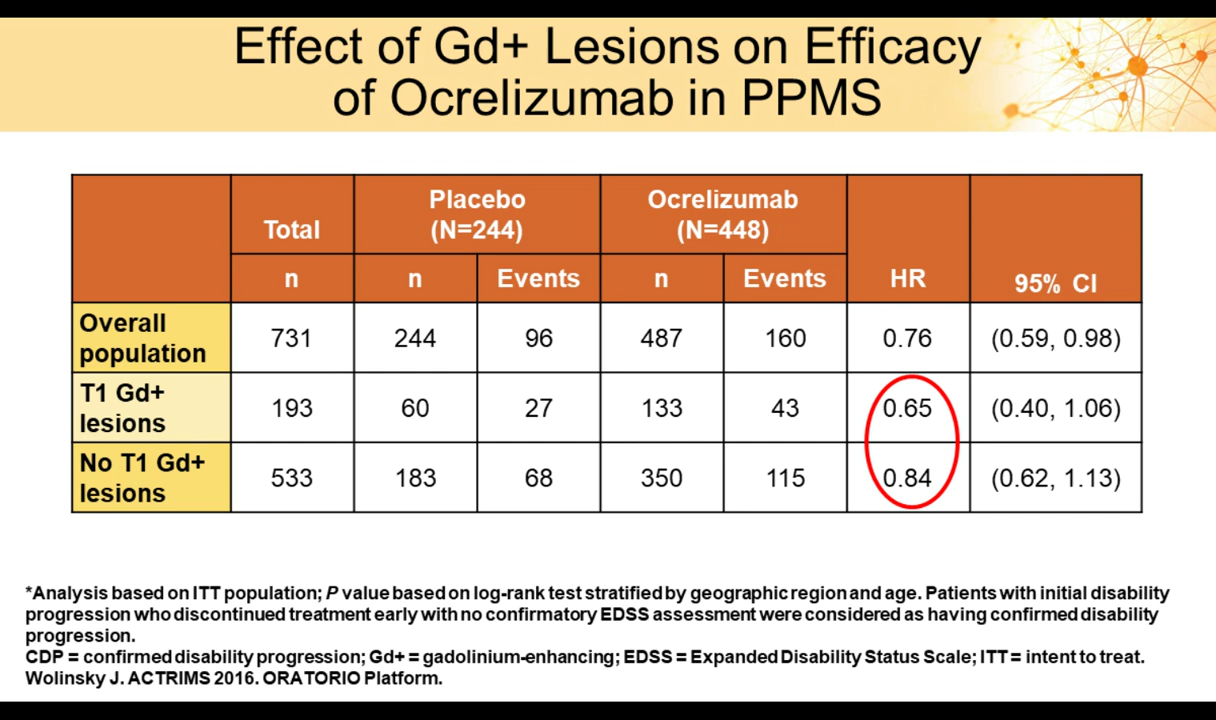 Effect of Gd+ Lesions on Efficacy
of Ocrelizumab in PPMS
Total Placebo (N=244) Ocrelizumab (N=448) HR 95% CI
n n Events n Events
Overall population 731 244 96 487 160 0.76 (0.59, 0.98)
T1 Gd+ lesions 193 60 27 133 43 0.65 (0.40, 1.06)
No T1 Gd+ lesions 533 183 68 350 115 0.84 (0.62, 1.13)
*Analysis based on ITT population; P value based on log-rank test stratified by geographic region and age. Patients with initial disability
progression who discontinued treatment early with no confirmatory EDSS assessment were considered as having confirmed disability
progression.
CDP = confirmed disability progression; Gd+ = gadolinium-enhancing; EDSS = Expanded Disability Status Scale; ITT = intent to treat.
Wolinsky J. ACTRIMS 2016. ORATORIO Platform.